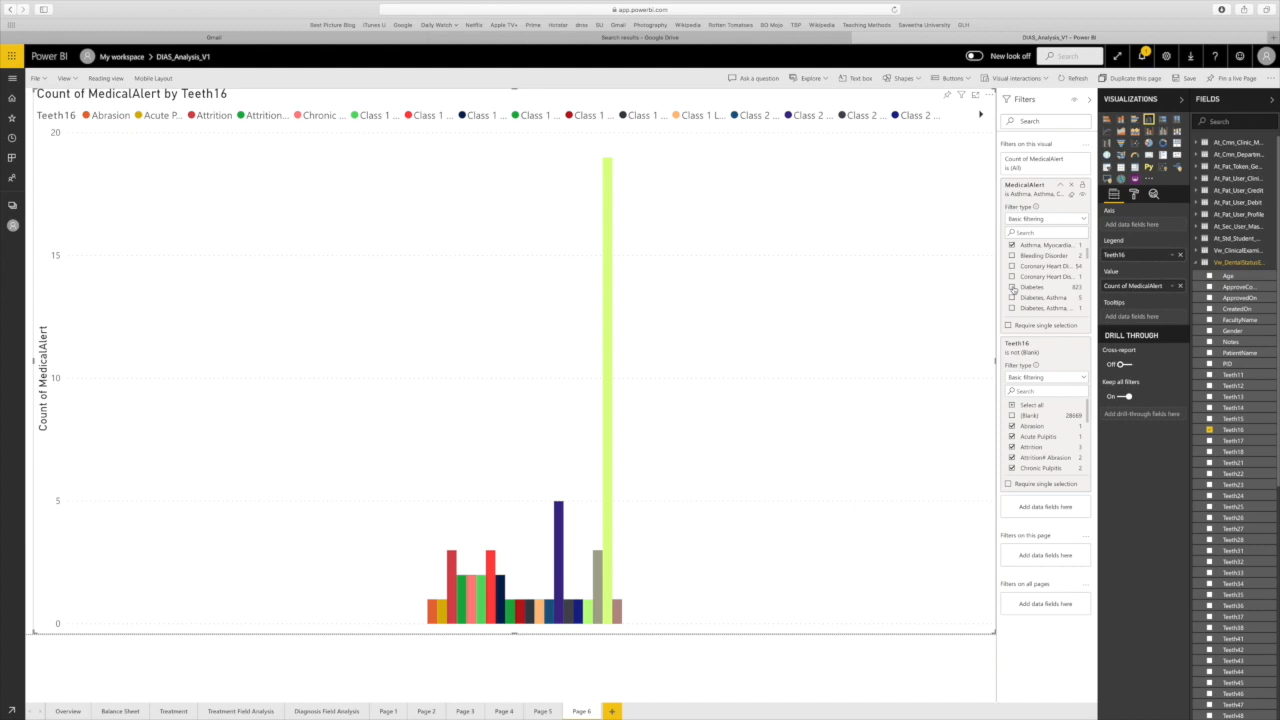 app.powerbi.com
Best Picture Blog iTunes U Google Daily Watch Netflix Apple TV+ Prime Hotstar dros SU Gmail Photography Wikipedia Rotten Tomatoes BO Mojo TBP Wikipedia Teaching Methods Saveetha University GLH
Gmail Search results - Google Drive DIAS_Analysis_V1 - Power BI
Power BI My workspace > DIAS_Analysis_V1 New look off Search 1
File View Reading view Mobile Layout Ask a question Explore Text box Shapes Buttons Visual interactions Refresh Duplicate this page Save Pin a Live Page
Count of MedicalAlert by Teeth16
Teeth16 Abrasion Acute P... Attrition Attrition... Chronic ... Class 1 ... Class 1 ... Class 1 ... Class 1 ... Class 1 L... Class 2 ... Class 2 ... Class 2 ... Class 2 ...
20
15
10
5
0
Count of MedicalAlert
Filters
Search
Filters on this visual ...
Count of MedicalAlert
is (All)
MedicalAlert
is Asthma, Asthma, C...
Filter type
Basic filtering
Search
Asthma, Myocardia... 1
Bleeding Disorder 2
Coronary Heart Di... 54
Coronary Heart Dis... 1
Diabetes 823
Diabetes, Asthma 5
Diabetes, Asthma, ... 1
Require single selection
Teeth16
is not (Blank)
Filter type
Basic filtering
Search
Select all
(Blank) 28669
Abrasion 1
Acute Pulpitis 1
Attrition 3
Attrition# Abrasion 2
Chronic Pulpitis 2
Require single selection
Add data fields here
Filters on this page ...
Add data fields here
Filters on all pages ...
Add data fields here
VISUALIZATIONS
Py
Axis
Add data fields here
Legend
Teeth16
Value
Count of MedicalAlert
Tooltips
Add data fields here
DRILL THROUGH
Cross-report
Off
Keep all filters
On
Add drill-through fields here
FIELDS
Search
At_Cmn_Clinic_M...
At_Cmn_Departm...
At_Pat_Token_Ge...
At_Pat_User_Clini...
At_Pat_User_Credit
At_Pat_User_Debit
At_Pat_User_Profile
At_Sec_User_Mas...
At_Std_Student_...
Vw_ClinicalExami...
Vw_DentalStatusE...
Age
ApproveCo...
ApprovedOn
CreatedOn
FacultyName
Gender
Notes
PatientName
PID
Teeth11
Teeth12
Teeth13
Teeth14
Teeth15
Teeth16
Teeth17
Teeth18
Teeth21
Teeth22
Teeth23
Teeth24
Teeth25
Teeth26
Teeth27
Teeth28
Teeth31
Teeth32
Teeth33
Teeth34
Teeth35
Teeth36
Teeth37
Teeth38
Teeth41
Teeth42
Teeth43
Teeth44
Teeth45
Teeth46
Teeth47
Teeth48
Overview Balance Sheet Treatment Treatment Field Analysis Diagnosis Field Analysis Page 1 Page 2 Page 3 Page 4 Page 5 Page 6 +